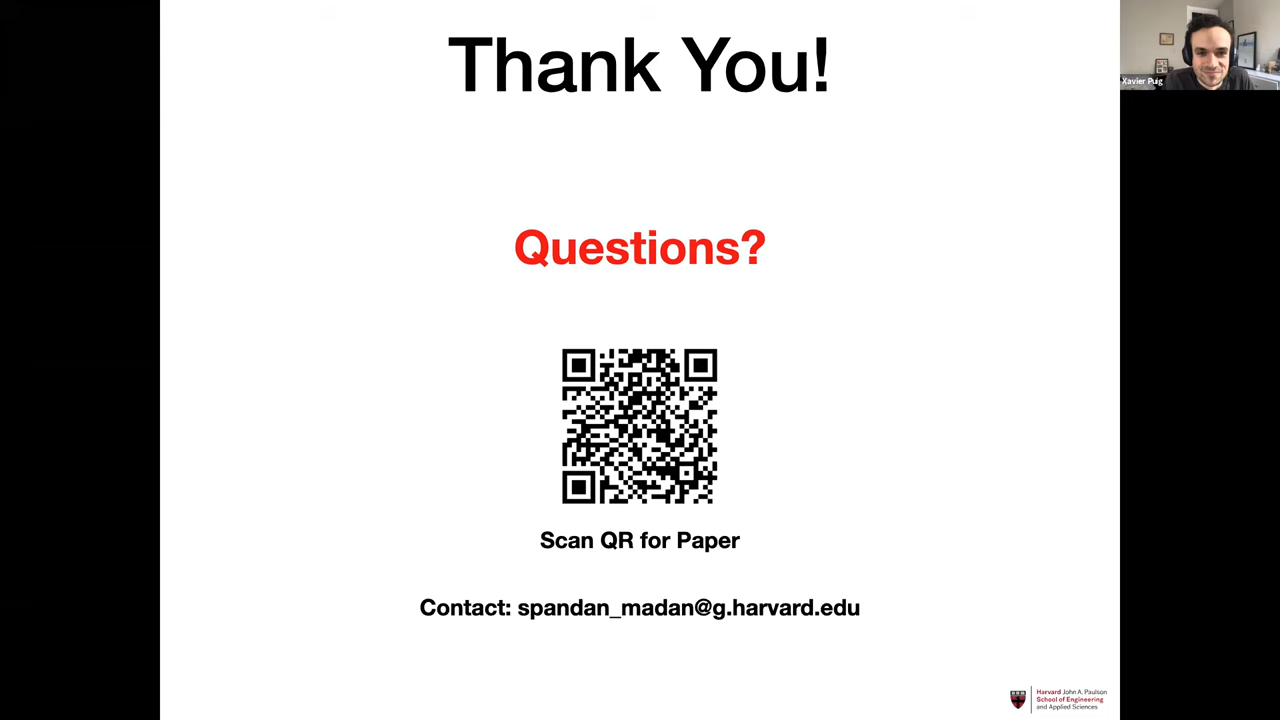 Thank You!
Xavier Puig
Questions?
Scan QR for Paper
Contact: spandan_madan@g.harvard.edu
Harvard John A. Paulson
School of Engineering
and Applied Sciences